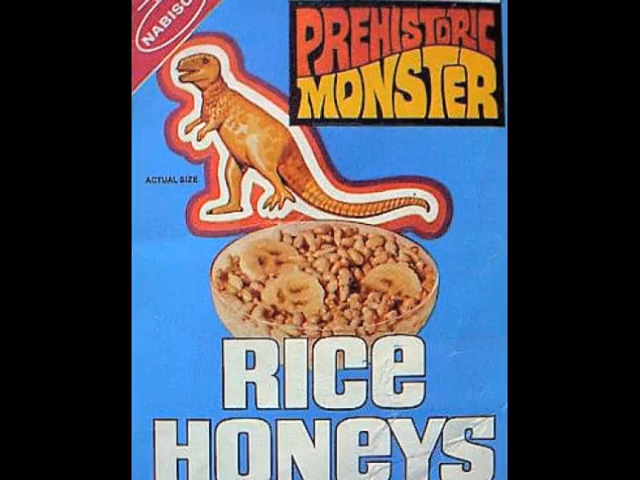 NABISCO
PREHISTORIC
MONSTER
ACTUAL SIZE
RICE
HONEYS